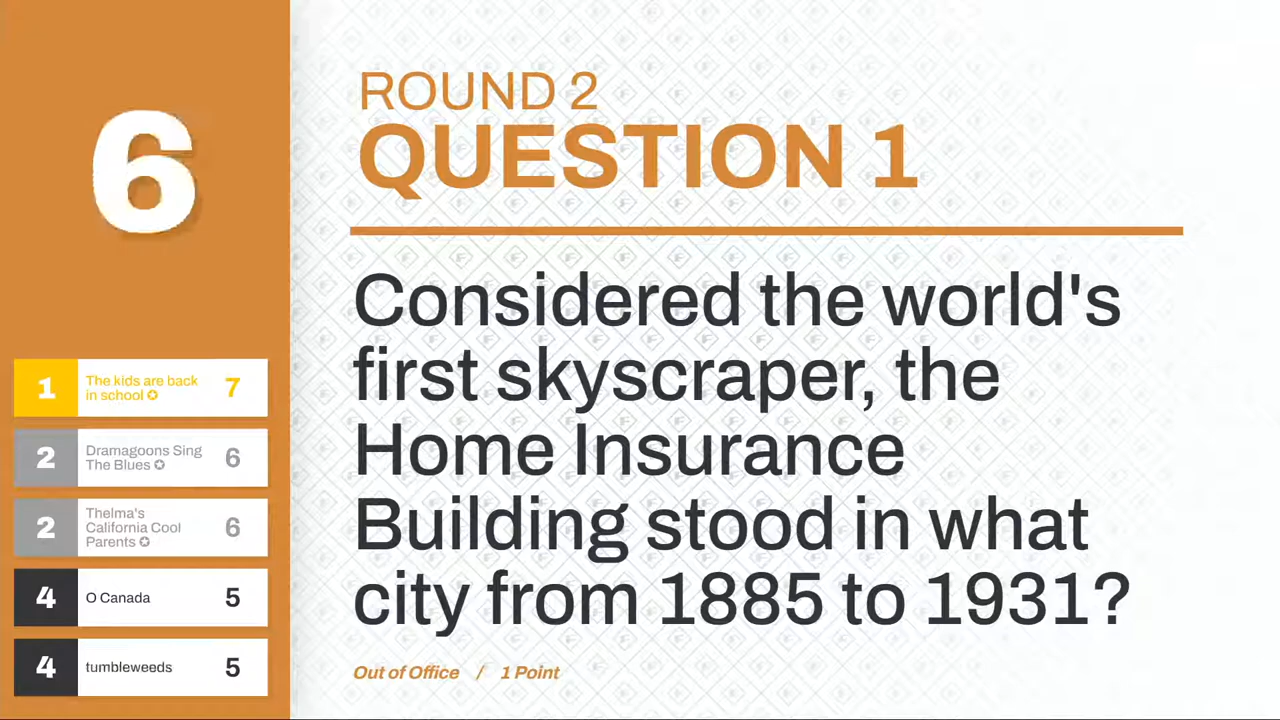 6
1 The kids are back in school ✪ 7
2 Dramagoons Sing The Blues ✪ 6
2 Thelma's California Cool Parents ✪ 6
4 O Canada 5
4 tumbleweeds 5
ROUND 2
QUESTION 1
Considered the world's
first skyscraper, the
Home Insurance
Building stood in what
city from 1885 to 1931?
Out of Office / 1 Point